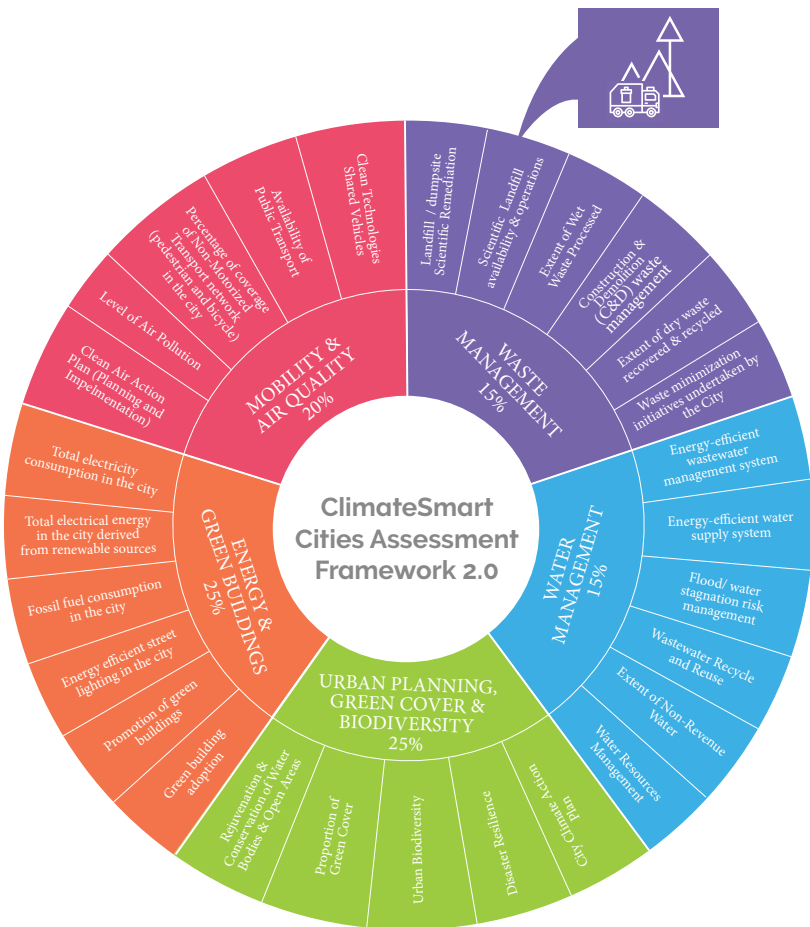 ClimateSmart
Cities Assessment
Framework 2.0
WASTE
MANAGEMENT
15%
Landfill / dumpsite
Scientific Remediation
Scientific Landfill
availability & operations
Extent of Wet
Waste Processed
Construction &
Demolition
(C&D) waste
management
Extent of dry waste
recovered & recycled
Waste minimization
initiatives undertaken by
the City
WATER
MANAGEMENT
15%
Energy-efficient
wastewater
management system
Energy-efficient water
supply system
Flood/ water
stagnation risk
management
Wastewater Recycle
and Reuse
Extent of Non-Revenue
Water
Water Resources
Management
URBAN PLANNING,
GREEN COVER &
BIODIVERSITY
25%
City Climate Action
Plan
Disaster Resilience
Urban Biodiversity
Proportion of
Green Cover
Rejuvenation &
Conservation of Water
Bodies & Open Areas
ENERGY &
GREEN BUILDINGS
25%
Green building
adoption
Promotion of green
buildings
Energy efficient street
lighting in the city
Fossil fuel consumption
in the city
Total electrical energy
in the city derived
from renewable sources
Total electricity
consumption in the city
MOBILITY &
AIR QUALITY
20%
Clean Air Action
Plan (Planning and
Impelmentation)
Level of Air Pollution
Percentage of coverage
of Non-Motorized
Transport network
(pedestrian and bicycle)
in the city
Availability of
Public Transport
Clean Technologies
Shared Vehicles